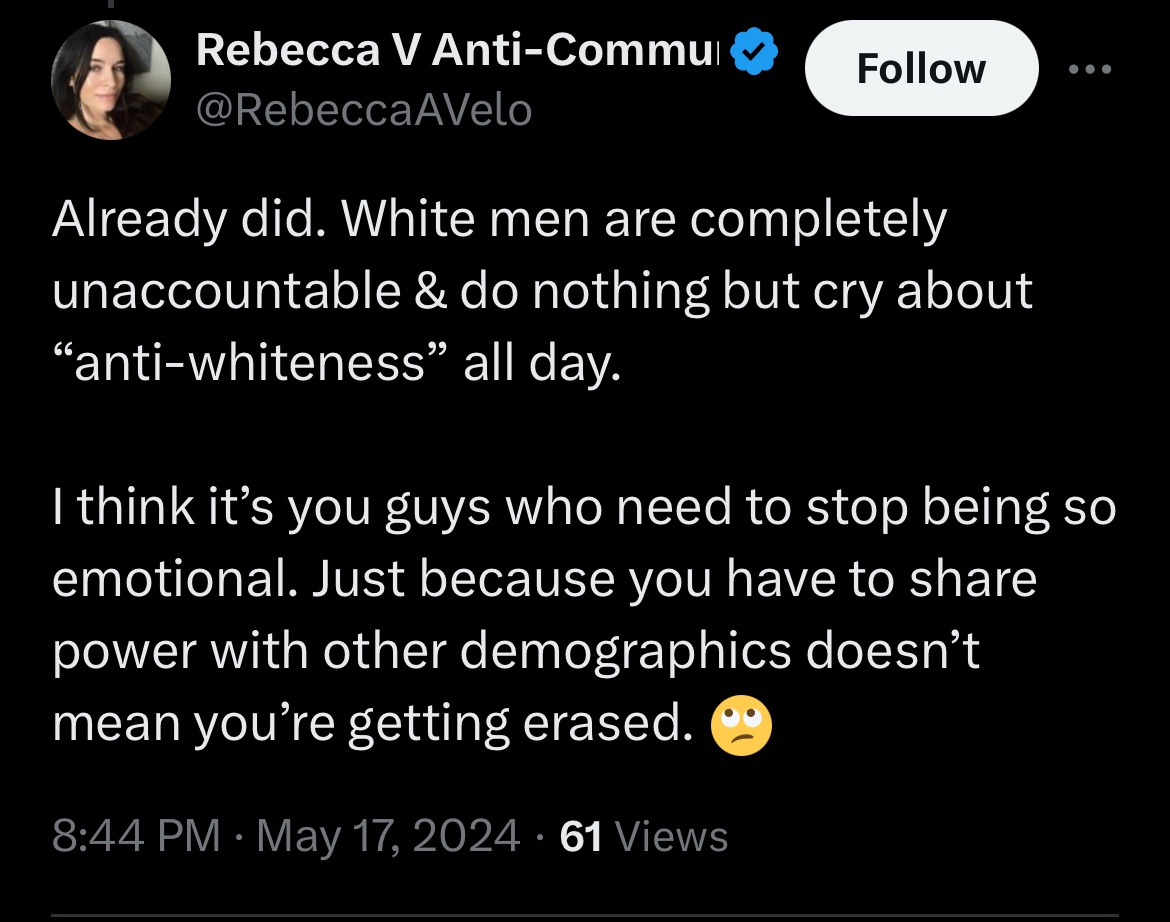 Rebecca V Anti-Commu
@RebeccaAVelo
Follow
Already did. White men are completely
unaccountable & do nothing but cry about
“anti-whiteness” all day.
I think it’s you guys who need to stop being so
emotional. Just because you have to share
power with other demographics doesn’t
mean you’re getting erased. 🙄
8:44 PM · May 17, 2024 · 61 Views